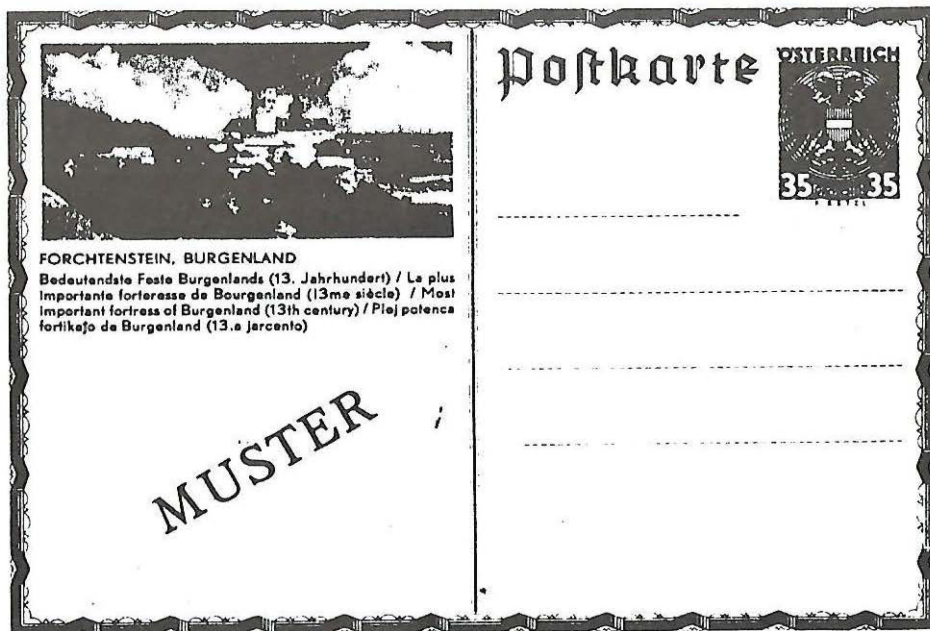 Postkarte
ÖSTERREICH
35 35
FORCHTENSTEIN, BURGENLAND
Bedeutendste Feste Burgenlands (13. Jahrhundert) / La plus
importante forteresse de Bourgenland (13me siècle) / Most
important fortress of Burgenland (13th century) / Plej potenca
fortikaĵo de Burgenland (13.a jarcento)
MUSTER